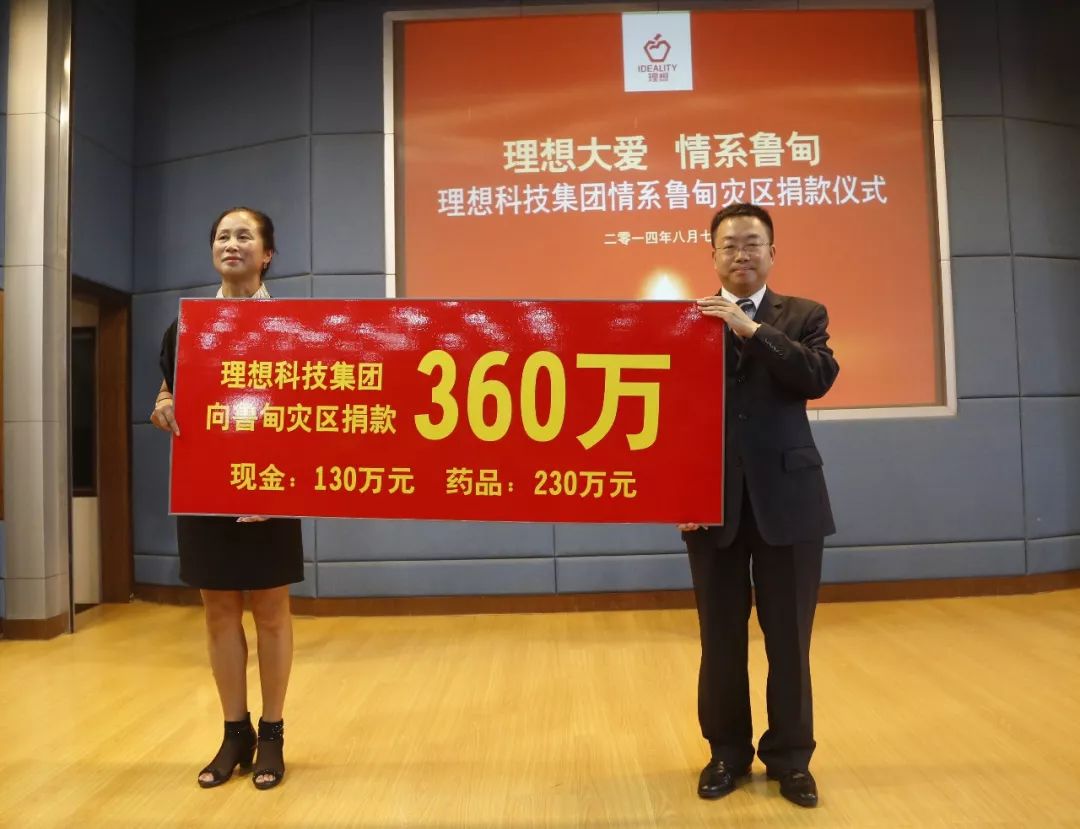 IDEALITY
理想
理想大爱 情系鲁甸
理想科技集团情系鲁甸灾区捐款仪式
二零一四年八月七
理想科技集团
向鲁甸灾区捐款
360万
现金：130万元 药品：230万元